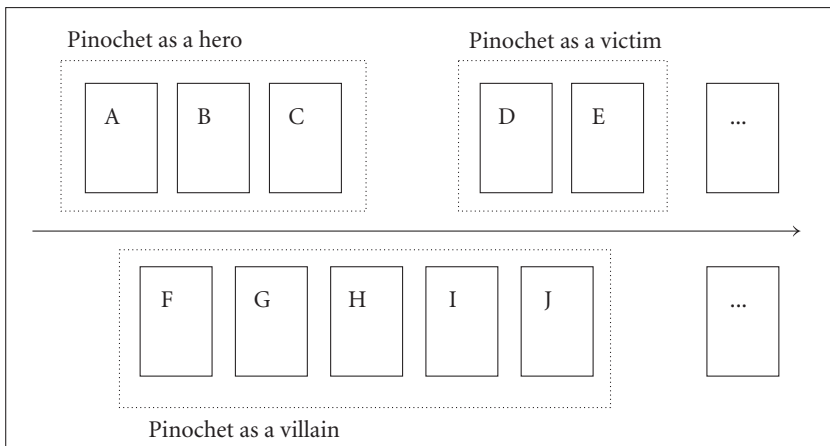 Pinochet as a hero
Pinochet as a victim
A B C D E ...
F G H I J ...
Pinochet as a villain